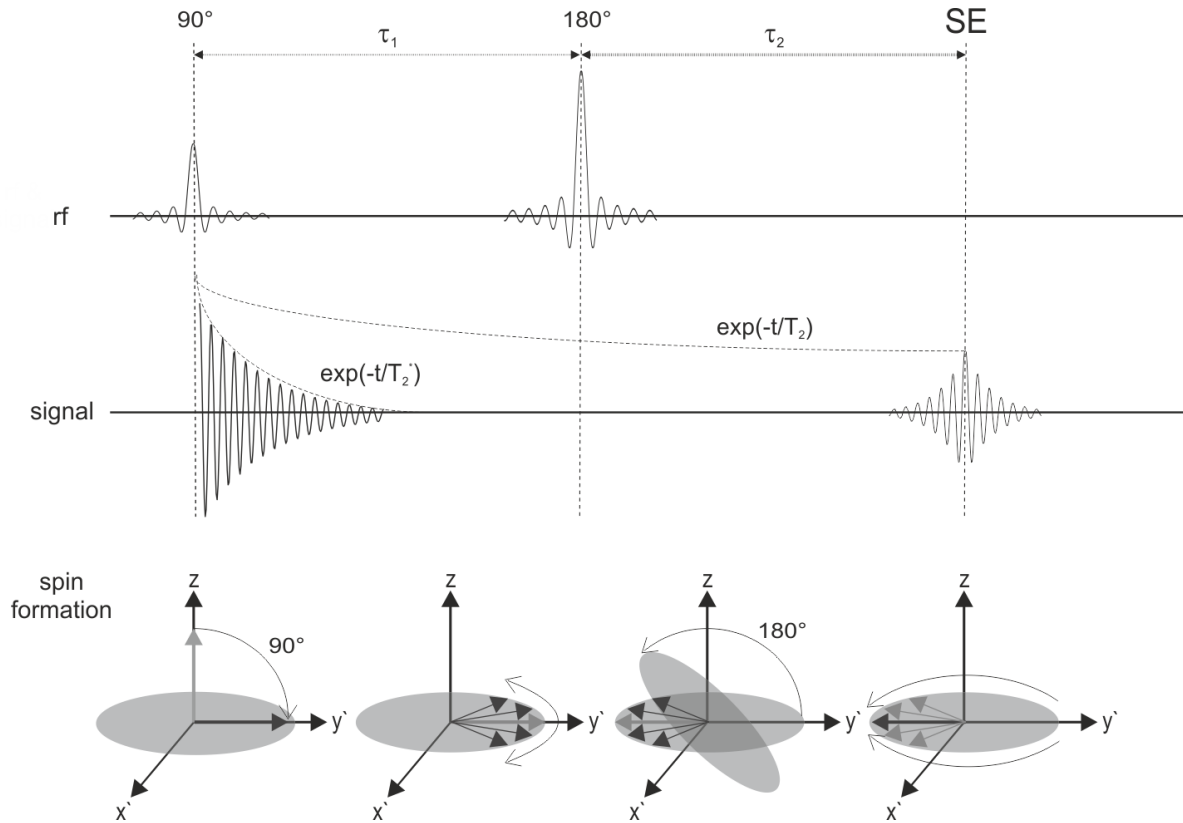 90°
180°
SE
τ₁
τ₂
rf
exp(-t/T₂)
exp(-t/T₂*)
signal
spin
formation
z
90°
y`
x`
z
y`
x`
z
180°
y`
x`
z
y`
x`